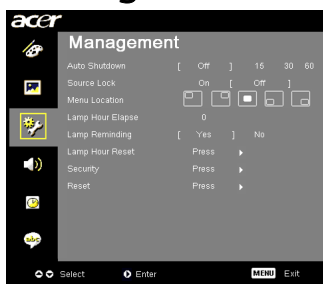 acer
Management
Auto Shutdown [ Off ] 15 30 60
Source Lock On [ Off ]
Menu Location
Lamp Hour Elapse 0
Lamp Reminding [ Yes ] No
Lamp Hour Reset Press
Security Press
Reset Press
abc
Select Enter MENU Exit